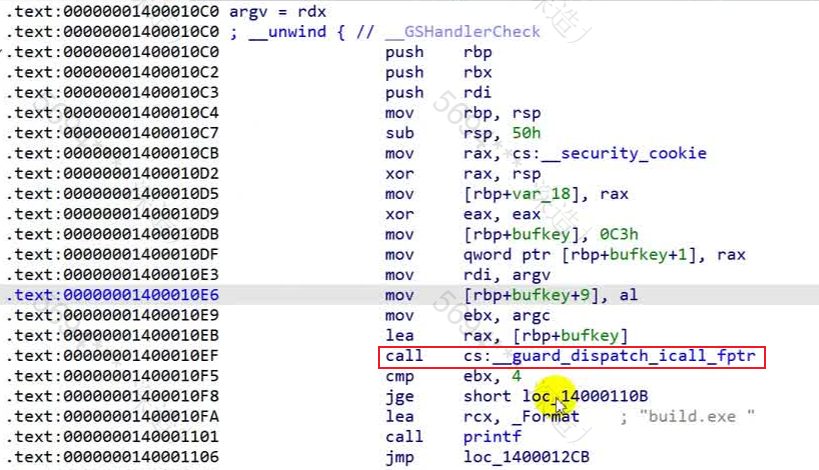 .text:00000001400010C0 argv = rdx
.text:00000001400010C0 ; __unwind { // __GSHandlerCheck
.text:00000001400010C0 push rbp
.text:00000001400010C2 push rbx
.text:00000001400010C3 push rdi
.text:00000001400010C4 mov rbp, rsp
.text:00000001400010C7 sub rsp, 50h
.text:00000001400010CB mov rax, cs:__security_cookie
.text:00000001400010D2 xor rax, rsp
.text:00000001400010D5 mov [rbp+var_18], rax
.text:00000001400010D9 xor eax, eax
.text:00000001400010DB mov [rbp+bufkey], 0C3h
.text:00000001400010DF mov qword ptr [rbp+bufkey+1], rax
.text:00000001400010E3 mov rdi, argv
.text:00000001400010E6 mov [rbp+bufkey+9], al
.text:00000001400010E9 mov ebx, argc
.text:00000001400010EB lea rax, [rbp+bufkey]
.text:00000001400010EF call cs:__guard_dispatch_icall_fptr
.text:00000001400010F5 cmp ebx, 4
.text:00000001400010F8 jge short loc_14000110B
.text:00000001400010FA lea rcx, _Format ; "build.exe "
.text:0000000140001101 call printf
.text:0000000140001106 jmp loc_1400012CB